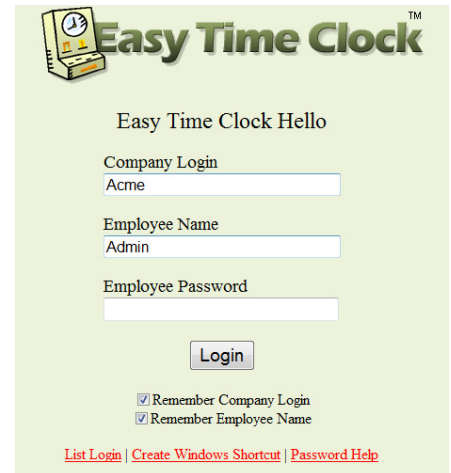 Easy Time Clock™
Easy Time Clock Hello
Company Login
Acme
Employee Name
Admin
Employee Password
Login
Remember Company Login
Remember Employee Name
List Login | Create Windows Shortcut | Password Help